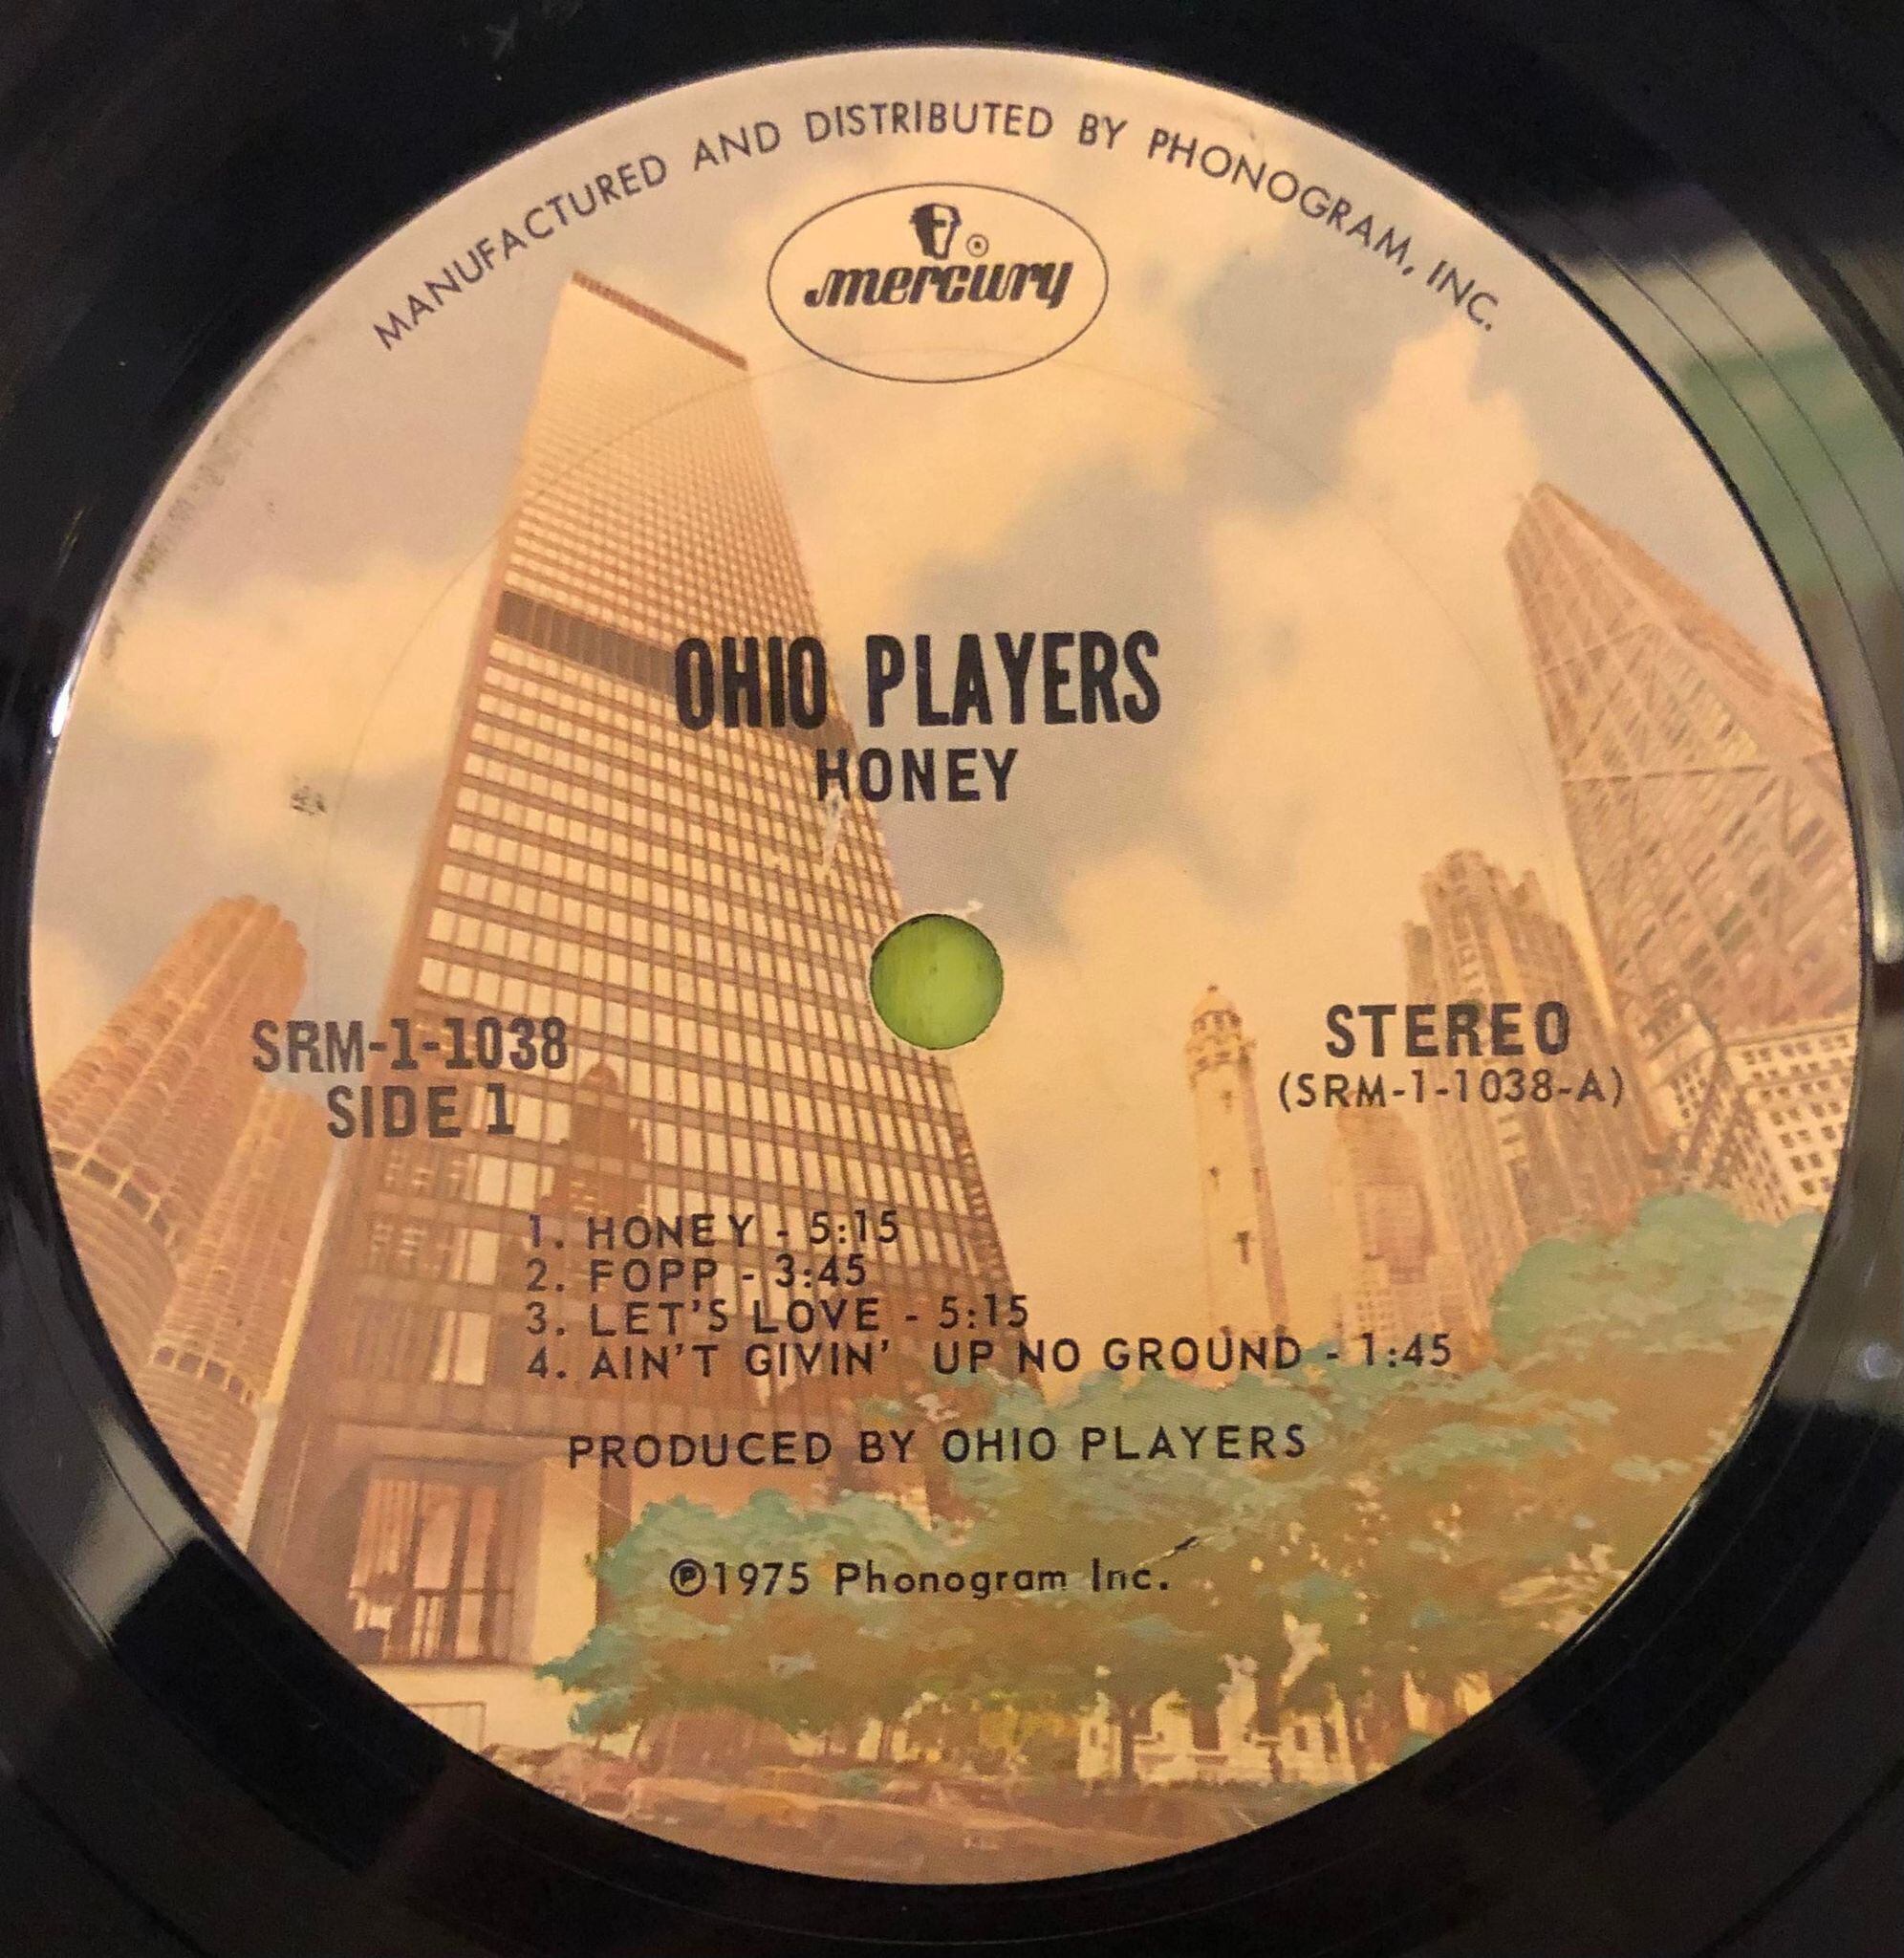 MANUFACTURED AND DISTRIBUTED BY PHONOGRAM, INC.
mercury ®
OHIO PLAYERS
HONEY
SRM-1-1038
SIDE 1
STEREO
(SRM-1-1038-A)
1. HONEY - 5:15
2. FOPP - 3:45
3. LET'S LOVE - 5:15
4. AIN'T GIVIN' UP NO GROUND - 1:45
PRODUCED BY OHIO PLAYERS
℗1975 Phonogram Inc.